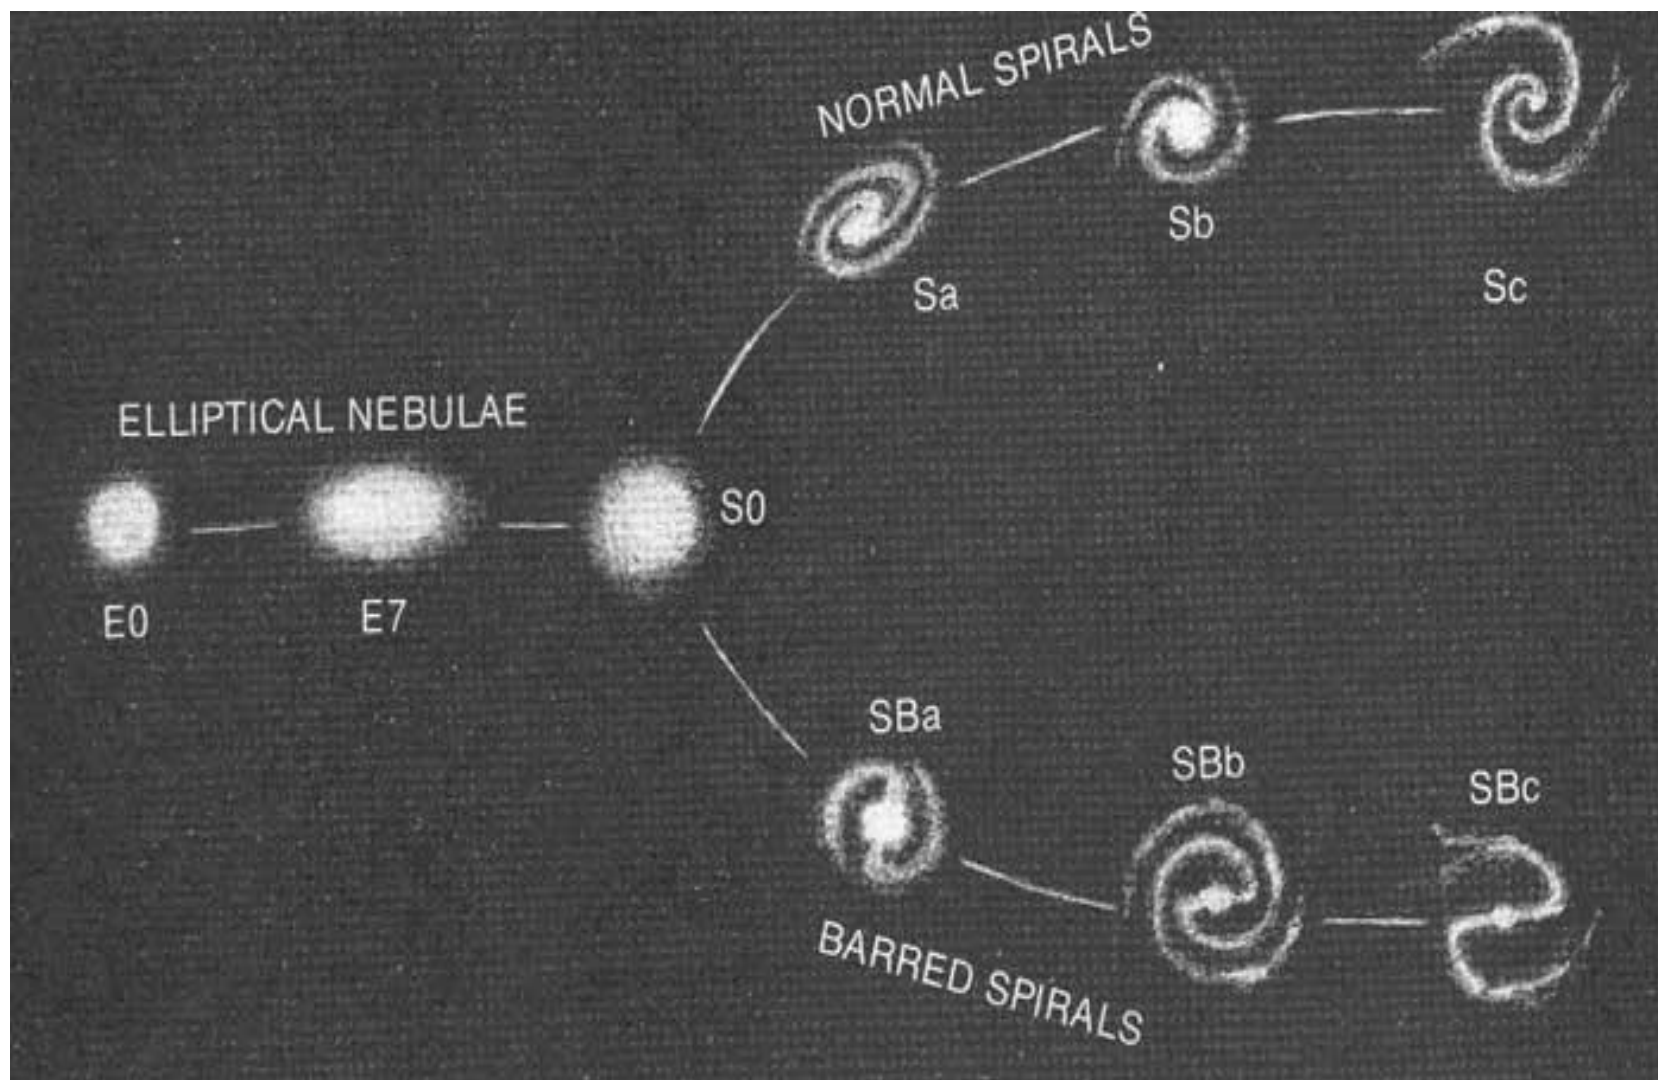 NORMAL SPIRALS
Sa
Sb
Sc
ELLIPTICAL NEBULAE
E0
E7
S0
SBa
SBb
SBc
BARRED SPIRALS